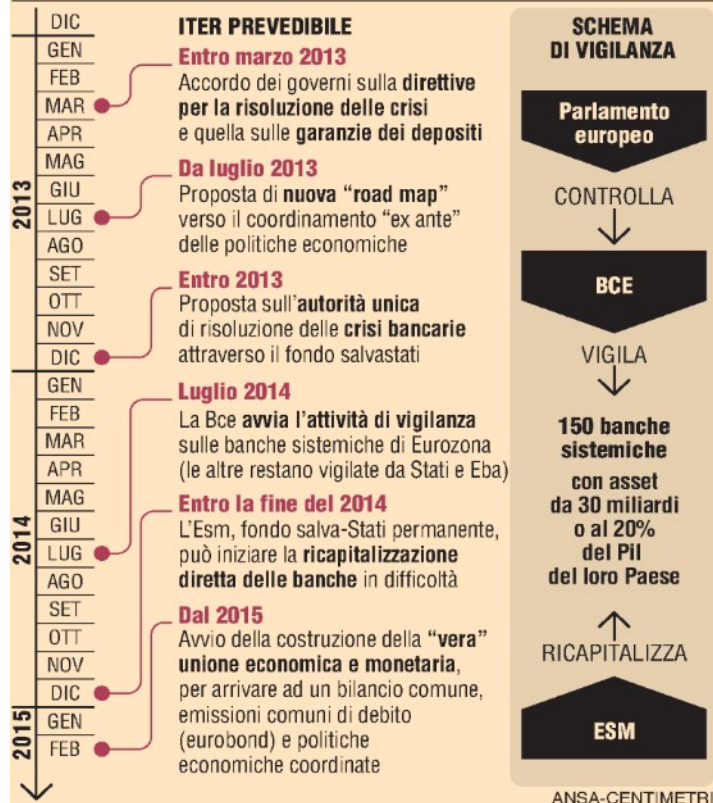 DIC
GEN
FEB
MAR
APR
MAG
GIU
LUG
AGO
SET
OTT
NOV
DIC
GEN
FEB
MAR
APR
MAG
GIU
LUG
AGO
SET
OTT
NOV
DIC
GEN
FEB
2013
2014
2015
ITER PREVEDIBILE
Entro marzo 2013
Accordo dei governi sulla direttive
per la risoluzione delle crisi
e quella sulle garanzie dei depositi
Da luglio 2013
Proposta di nuova “road map”
verso il coordinamento “ex ante”
delle politiche economiche
Entro 2013
Proposta sull’autorità unica
di risoluzione delle crisi bancarie
attraverso il fondo salvastati
Luglio 2014
La Bce avvia l’attività di vigilanza
sulle banche sistemiche di Eurozona
(le altre restano vigilate da Stati e Eba)
Entro la fine del 2014
L’Esm, fondo salva-Stati permanente,
può iniziare la ricapitalizzazione
diretta delle banche in difficoltà
Dal 2015
Avvio della costruzione della “vera”
unione economica e monetaria,
per arrivare ad un bilancio comune,
emissioni comuni di debito
(eurobond) e politiche
economiche coordinate
SCHEMA
DI VIGILANZA
Parlamento
europeo
CONTROLLA
BCE
VIGILA
150 banche
sistemiche
con asset
da 30 miliardi
o al 20%
del Pil
del loro Paese
RICAPITALIZZA
ESM
ANSA-CENTIMETRI